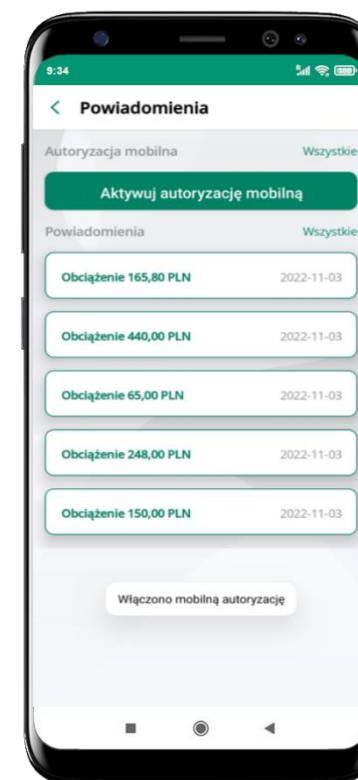 9:34
Powiadomienia
Autoryzacja mobilna Wszystkie
Aktywuj autoryzację mobilną
Powiadomienia Wszystkie
Obciążenie 165,80 PLN 2022-11-03
Obciążenie 440,00 PLN 2022-11-03
Obciążenie 65,00 PLN 2022-11-03
Obciążenie 248,00 PLN 2022-11-03
Obciążenie 150,00 PLN 2022-11-03
Włączono mobilną autoryzację